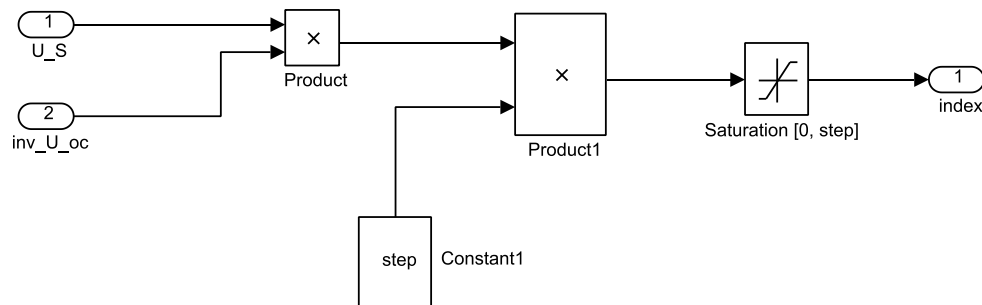 1
U_S
2
inv_U_oc
×
Product
×
Product1
step
Constant1
Saturation [0, step]
1
index